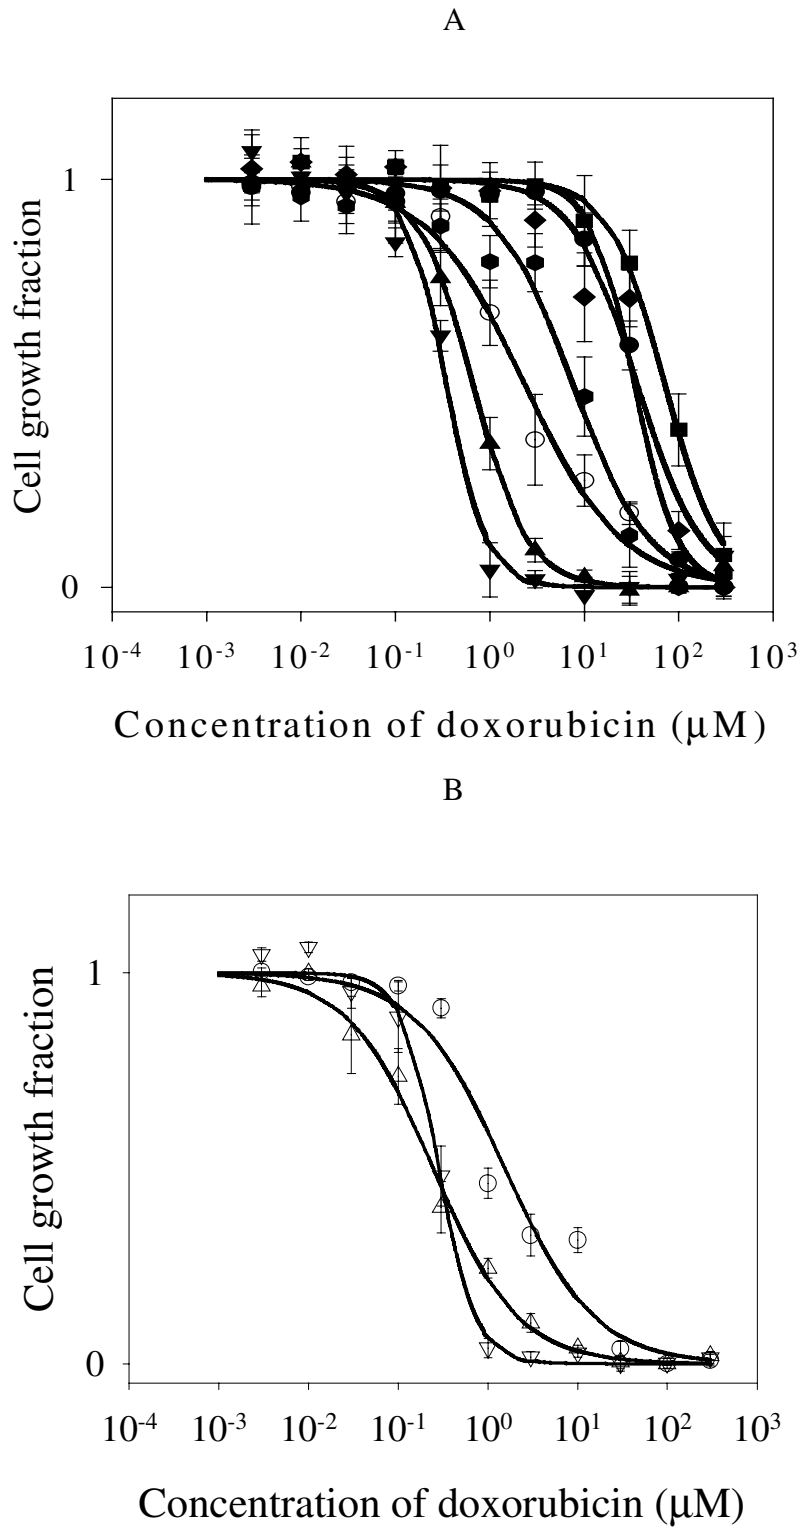 A
Cell growth fraction
1
0
10⁻⁴ 10⁻³ 10⁻² 10⁻¹ 10⁰ 10¹ 10² 10³
Concentration of doxorubicin (μM)
B
Cell growth fraction
1
0
10⁻⁴ 10⁻³ 10⁻² 10⁻¹ 10⁰ 10¹ 10² 10³
Concentration of doxorubicin (μM)